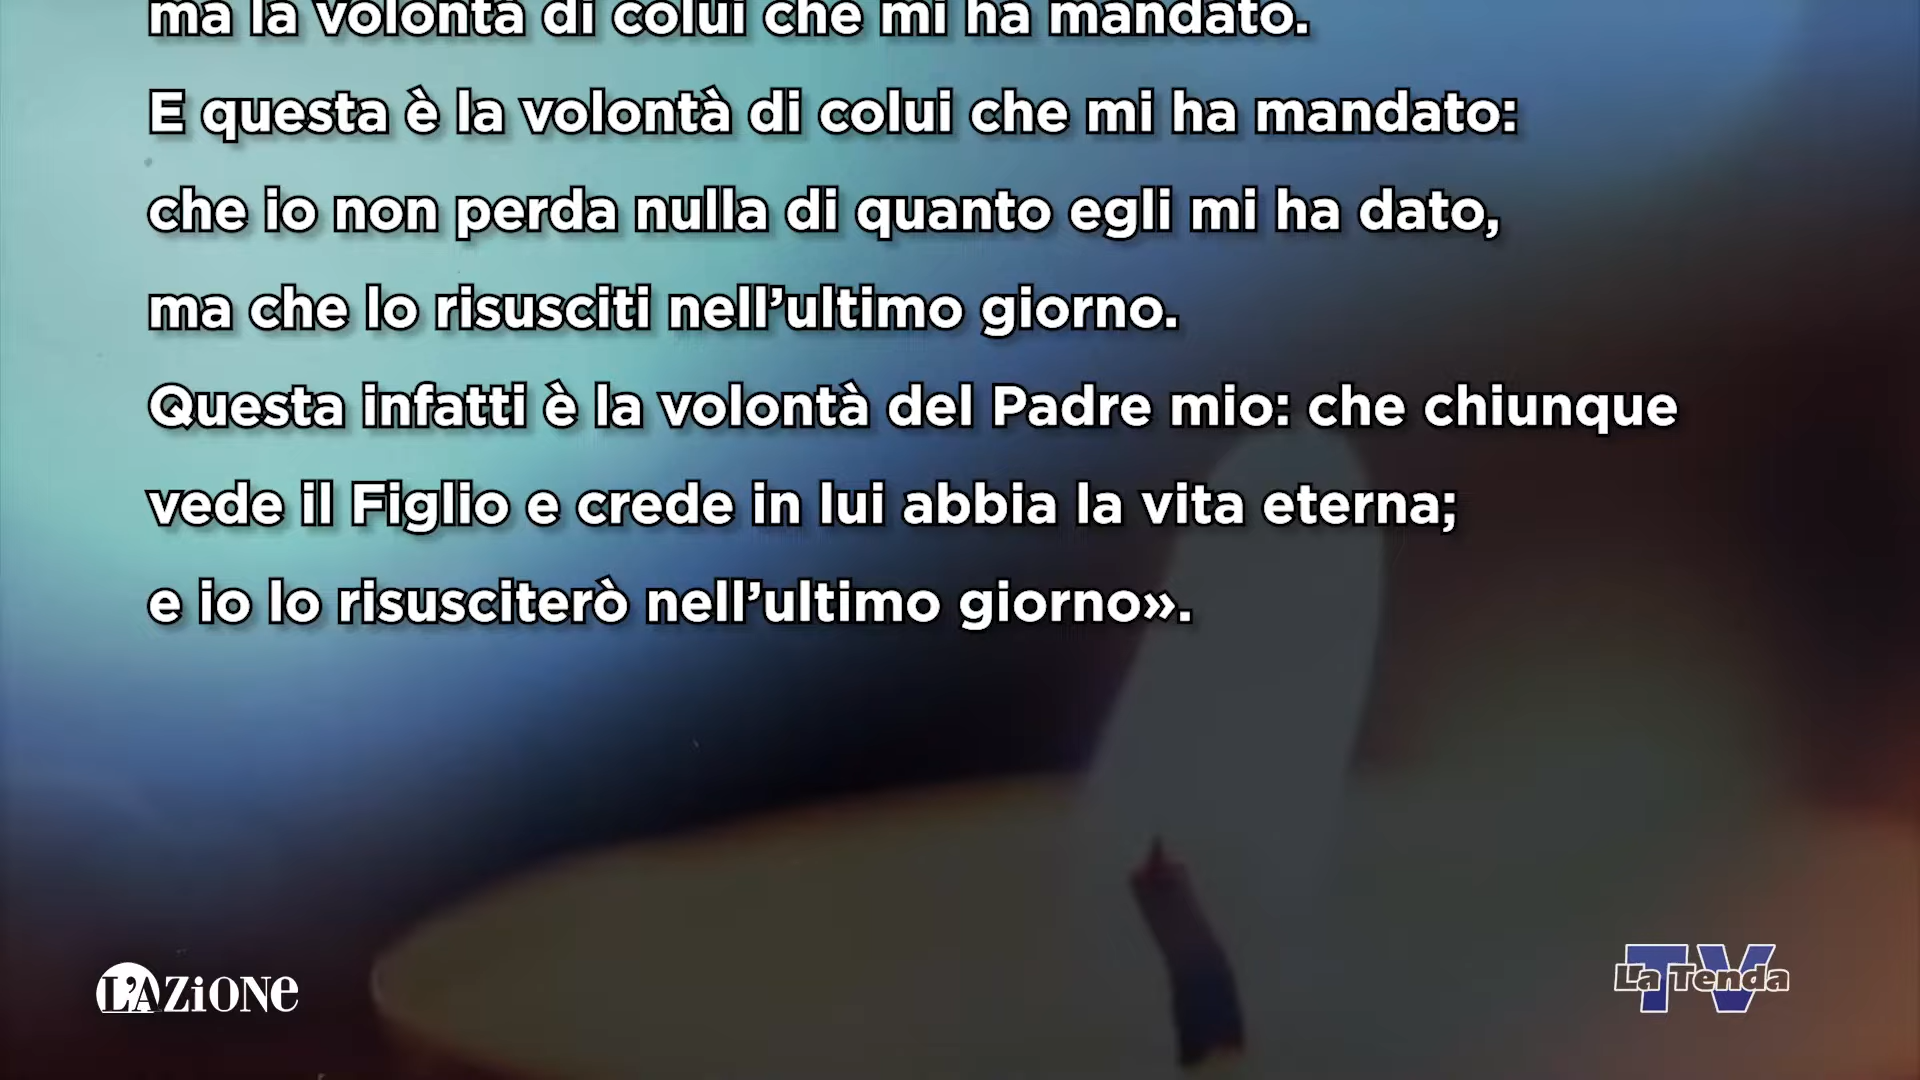 ma la volontà di colui che mi ha mandato.
E questa è la volontà di colui che mi ha mandato:
che io non perda nulla di quanto egli mi ha dato,
ma che lo risusciti nell’ultimo giorno.
Questa infatti è la volontà del Padre mio: che chiunque
vede il Figlio e crede in lui abbia la vita eterna;
e io lo risusciterò nell’ultimo giorno».
L'AZiONe
TV
La Tenda